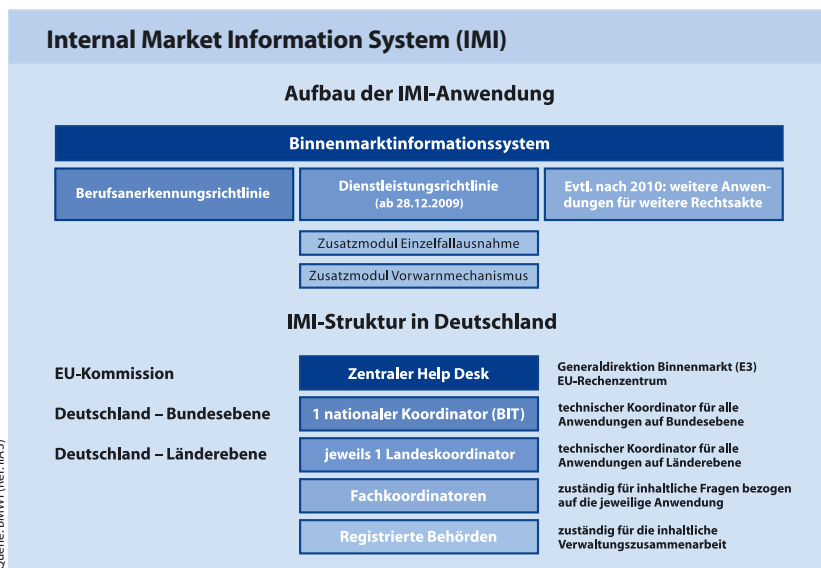 Internal Market Information System (IMI)
Aufbau der IMI-Anwendung
Binnenmarktinformationssystem
Berufsanerkennungsrichtlinie
Dienstleistungsrichtlinie
(ab 28.12.2009)
Evtl. nach 2010: weitere Anwen-
dungen für weitere Rechtsakte
Zusatzmodul Einzelfallausnahme
Zusatzmodul Vorwarnmechanismus
IMI-Struktur in Deutschland
EU-Kommission
Zentraler Help Desk
Generaldirektion Binnenmarkt (E3)
EU-Rechenzentrum
Deutschland – Bundesebene
1 nationaler Koordinator (BIT)
technischer Koordinator für alle
Anwendungen auf Bundesebene
Deutschland – Länderebene
jeweils 1 Landeskoordinator
technischer Koordinator für alle
Anwendungen auf Länderebene
Fachkoordinatoren
zuständig für inhaltliche Fragen bezogen
auf die jeweilige Anwendung
Registrierte Behörden
zuständig für die inhaltliche
Verwaltungszusammenarbeit